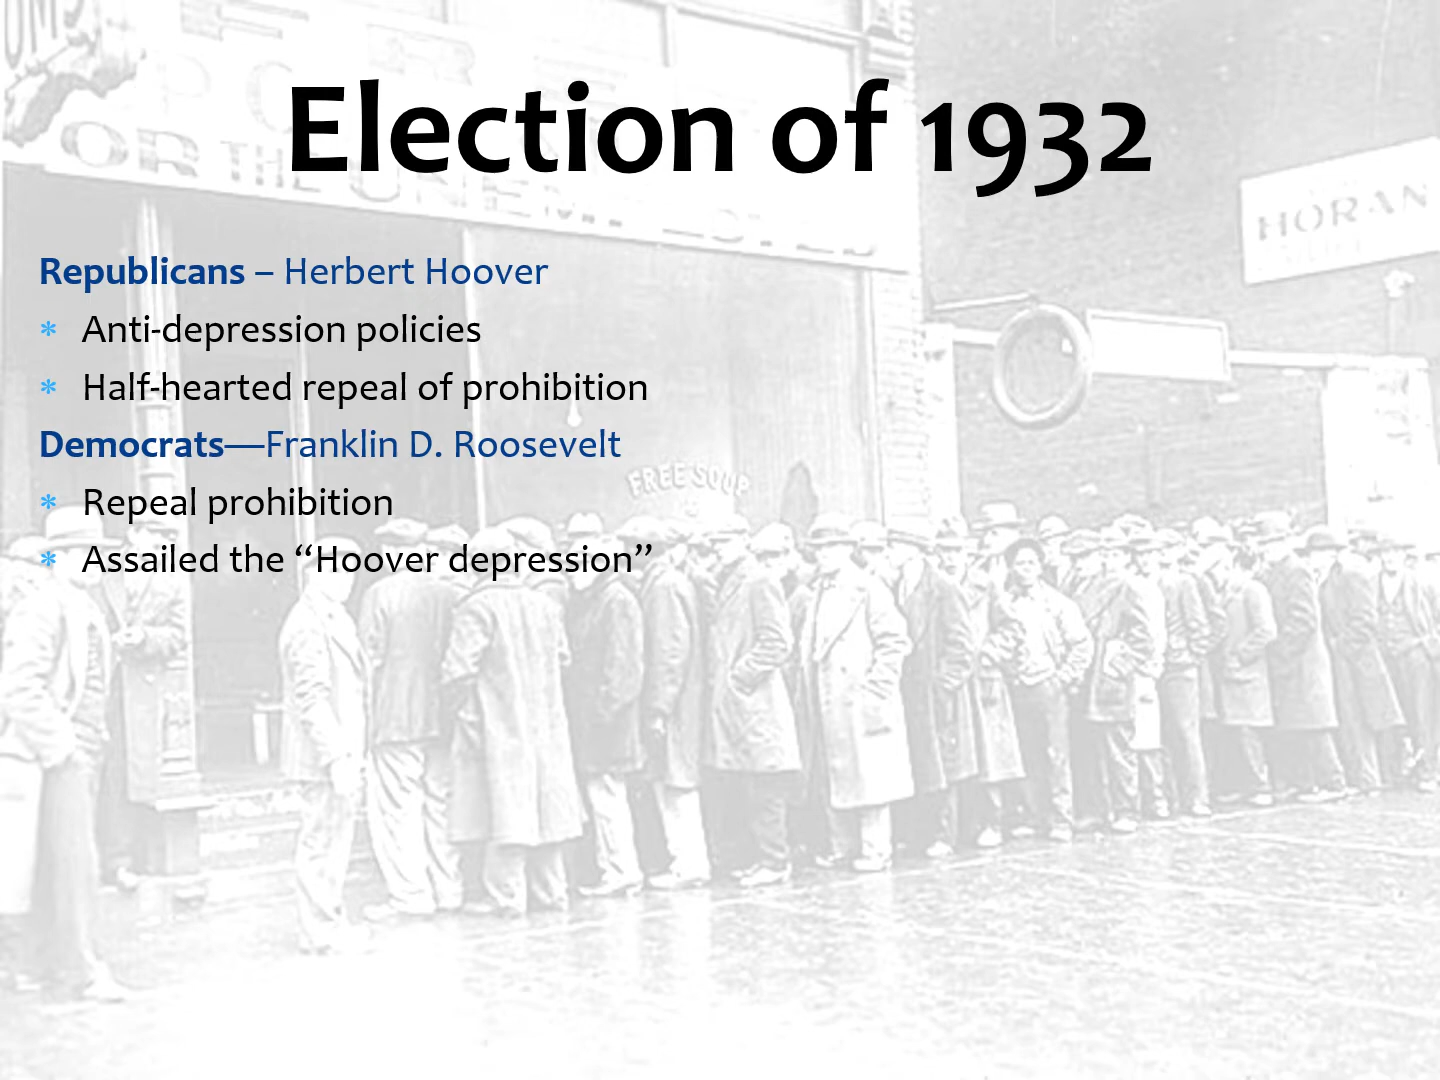 Election of 1932
HORAN
Republicans – Herbert Hoover
* Anti-depression policies
* Half-hearted repeal of prohibition
Democrats—Franklin D. Roosevelt
FREE SOUP
* Repeal prohibition
* Assailed the “Hoover depression”